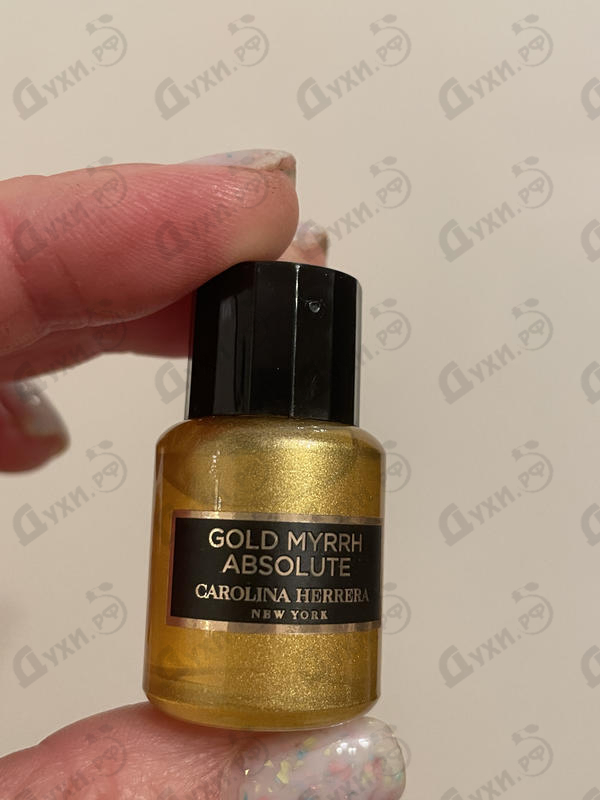 GOLD MYRRH
ABSOLUTE
CAROLINA HERRERA
NEW YORK
Духи.рф